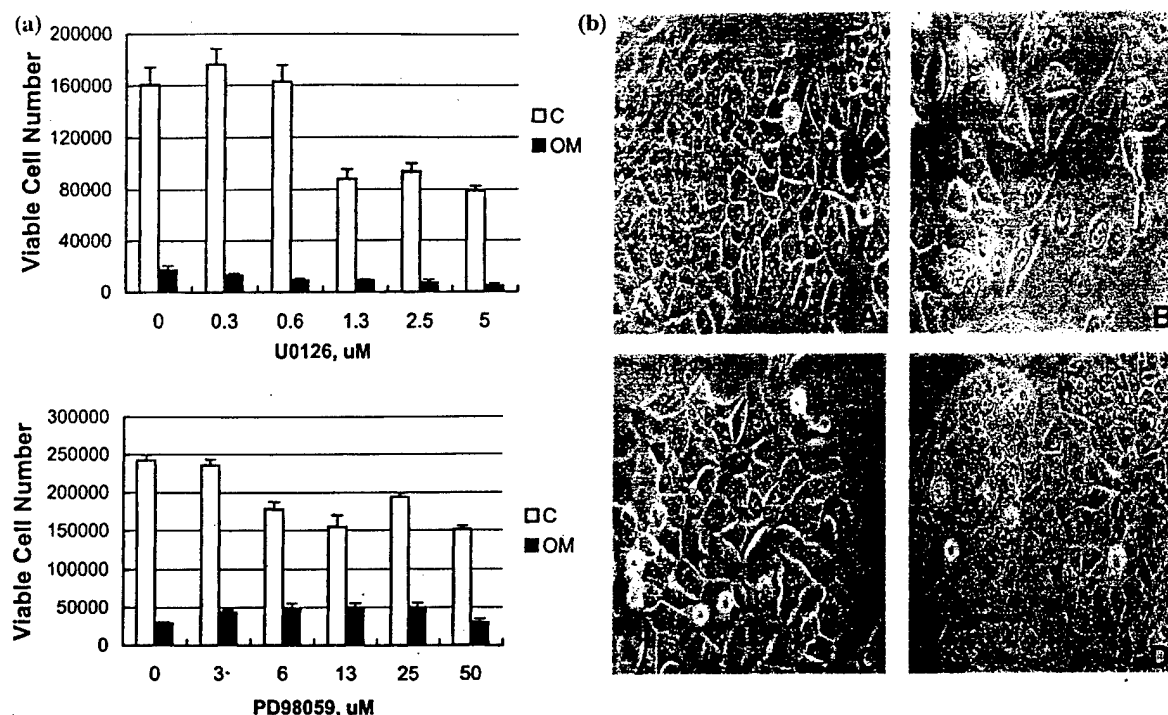 (a)
Viable Cell Number
200000
160000
120000
80000
40000
0
0 0.3 0.6 1.3 2.5 5
U0126, uM
C
OM
Viable Cell Number
300000
250000
200000
150000
100000
50000
0
0 3 6 13 25 50
PD98059, uM
C
OM
(b)
A
B
D